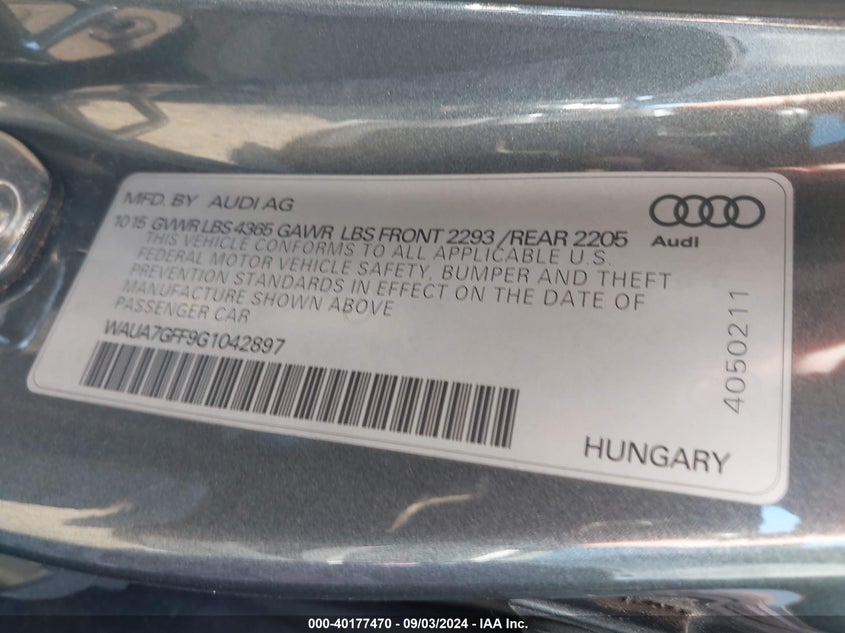 MFD. BY AUDI AG
10 15 GVWR LBS 4365 GAWR LBS FRONT 2293 / REAR 2205
THIS VEHICLE CONFORMS TO ALL APPLICABLE U.S.
FEDERAL MOTOR VEHICLE SAFETY, BUMPER AND THEFT
PREVENTION STANDARDS IN EFFECT ON THE DATE OF
MANUFACTURE SHOWN ABOVE
PASSENGER CAR
WAUA7GFF9G1042897
Audi
4050211
HUNGARY
000-40177470 - 09/03/2024 - IAA Inc.